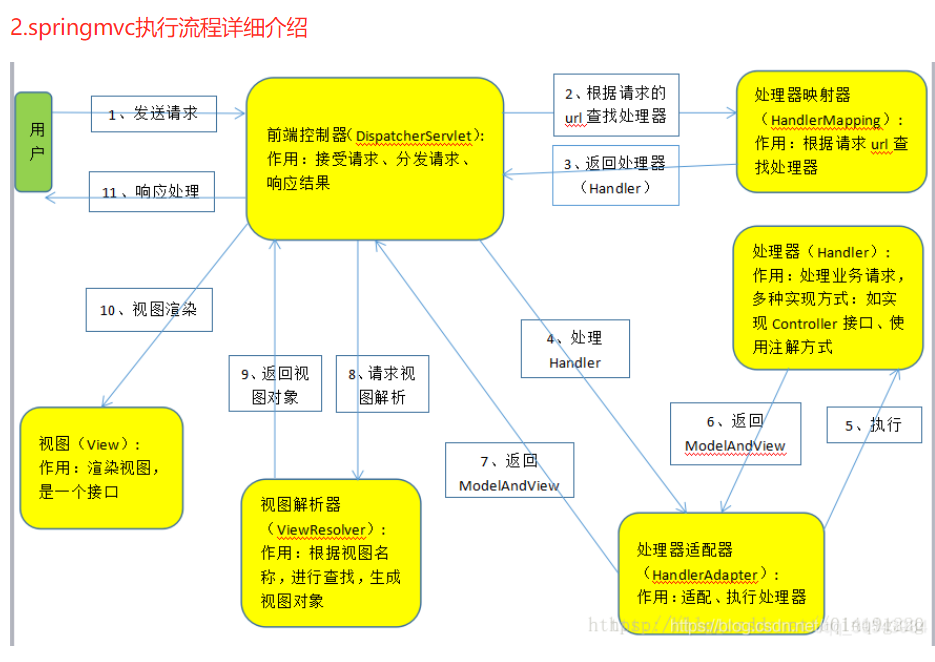 2.springmvc执行流程详细介绍
用
户
1、发送请求
11、响应处理
前端控制器(DispatcherServlet):
作用：接受请求、分发请求、
响应结果
2、根据请求的
url查找处理器
3、返回处理器
（Handler）
处理器映射器
（HandlerMapping）:
作用：根据请求 url 查
找处理器
处理器（Handler）:
作用：处理业务请求，
多种实现方式：如实
现 Controller 接口、使
用注解方式
10、视图渲染
9、返回视
图对象
8、请求视
图解析
4、处理
Handler
7、返回
ModelAndView
6、返回
ModelAndView
5、执行
视图（View）:
作用：渲染视图，
是一个接口
视图解析器
（ViewResolver）:
作用：根据视图名
称，进行查找，生成
视图对象
处理器适配器
（HandlerAdapter）:
作用：适配、执行处理器